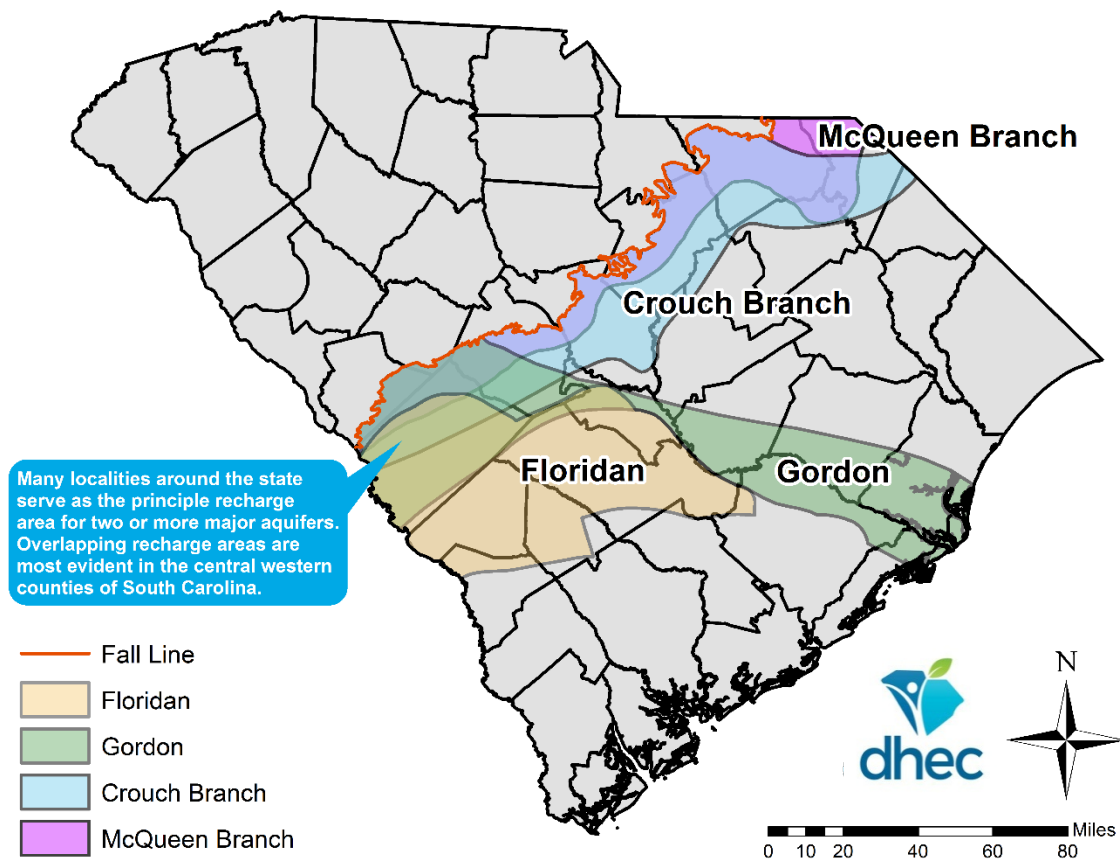 McQueen Branch
Crouch Branch
Floridan
Gordon
Many localities around the state
serve as the principle recharge
area for two or more major aquifers.
Overlapping recharge areas are
most evident in the central western
counties of South Carolina.
Fall Line
Floridan
Gordon
Crouch Branch
McQueen Branch
dhec
N
Miles
0 10 20 40 60 80